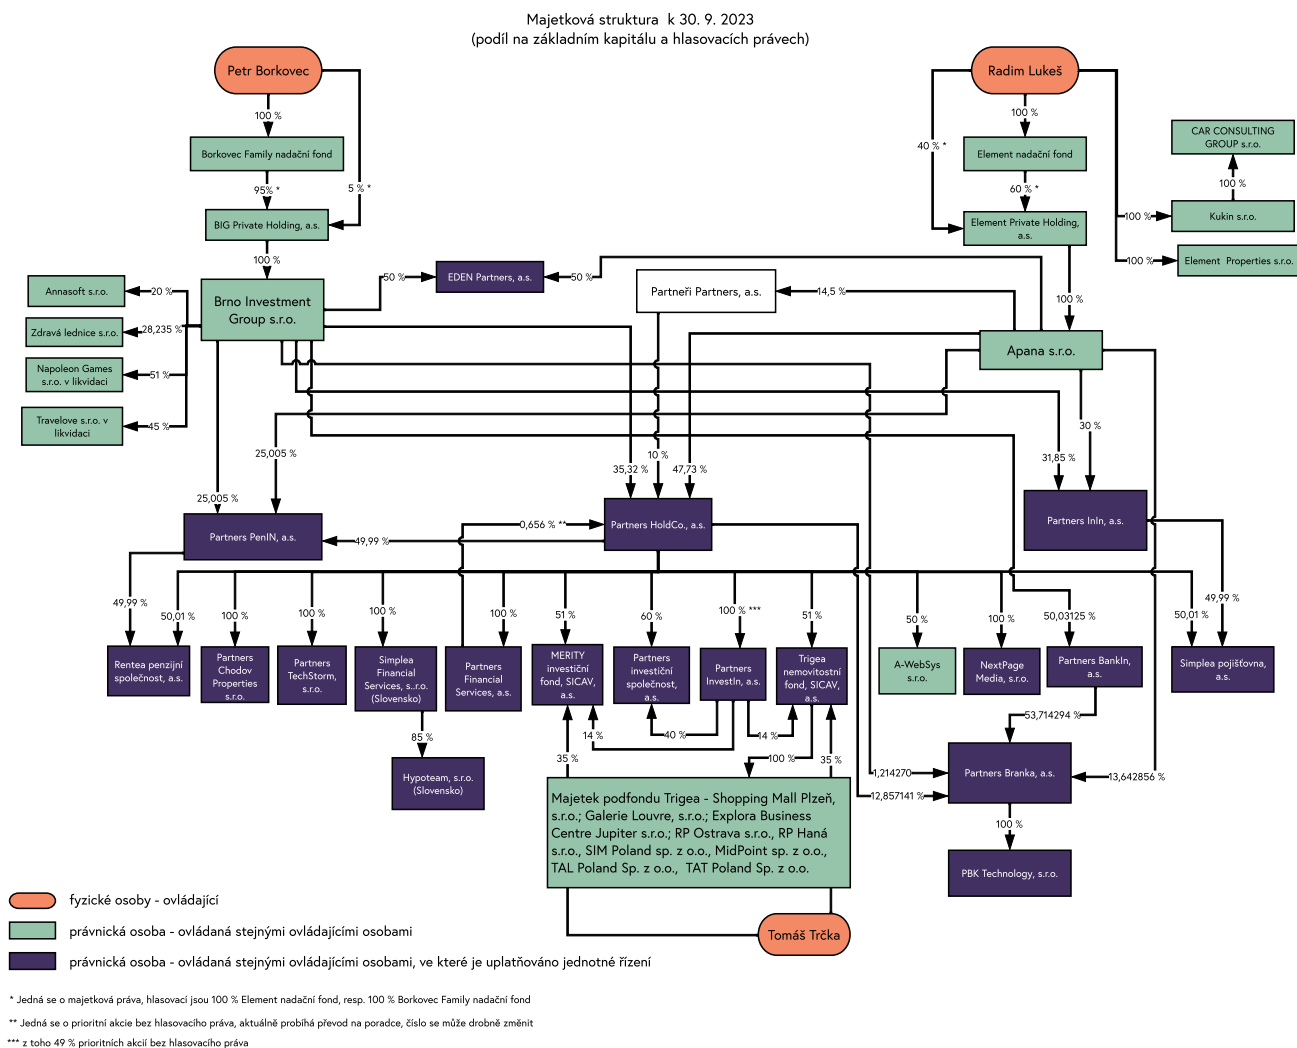 Majetková struktura  k 30. 9. 2023
(podíl na základním kapitálu a hlasovacích právech)
Petr Borkovec
Radim Lukeš
100 %
100 %
CAR CONSULTING
GROUP s.r.o.
Borkovec Family nadační fond
40 % *
Element nadační fond
95% *
5 % *
60 % *
100 %
BIG Private Holding, a.s.
Element Private Holding,
a.s.
100 %
Kukin s.r.o.
100 %
100 %
Element  Properties s.r.o.
Annasoft s.r.o.
20 %
Brno Investment
Group s.r.o.
50 %
EDEN Partners, a.s.
50 %
Partneři Partners, a.s.
14,5 %
100 %
Zdravá lednice s.r.o.
28,235 %
Apana s.r.o.
Napoleon Games
s.r.o. v likvidaci
51 %
Travelove s.r.o. v
likvidaci
45 %
30 %
25,005 %
10 %
31,85 %
35,32 %
47,73 %
25,005 %
Partners PenIN, a.s.
0,656 % **
49,99 %
Partners HoldCo., a.s.
Partners InIn, a.s.
49,99 %
50,01 %
100 %
100 %
100 %
100 %
51 %
60 %
100 % ***
51 %
50 %
100 %
50,03125 %
50,01 %
49,99 %
Rentea penzijní
společnost, a.s.
Partners
Chodov
Properties
s.r.o.
Partners
TechStorm,
s.r.o.
Simplea
Financial
Services, s..r.o.
(Slovensko)
Partners
Financial
Services, a.s.
MERITY
investiční
fond, SICAV,
a.s.
Partners
investiční
společnost,
a.s.
Partners
InvestIn, a.s.
Trigea
nemovitostní
fond, SICAV,
a.s.
A-WebSys
s.r.o.
NextPage
Media, s.r.o.
Partners BankIn,
a.s.
Simplea pojišťovna,
a.s.
85 %
35 %
14 %
40 %
14 %
100 %
35 %
53,714294 %
Hypoteam, s.r.o.
(Slovensko)
1,214270
12,857141 %
Partners Branka, a.s.
13,642856 %
Majetek podfondu Trigea - Shopping Mall Plzeň,
s.r.o.; Galerie Louvre, s.r.o.; Explora Business
Centre Jupiter s.r.o.; RP Ostrava s.r.o., RP Haná
s.r.o., SIM Poland sp. z o.o., MidPoint sp. z o.o.,
TAL Poland Sp. z o.o.,  TAT Poland Sp. z o.o.
100 %
PBK Technology, s.r.o.
Tomáš Trčka
fyzické osoby - ovládající
právnická osoba - ovládaná stejnými ovládajícími osobami
právnická osoba - ovládaná stejnými ovládajícími osobami, ve které je uplatňováno jednotné řízení
* Jedná se o majetková práva, hlasovací jsou 100 % Element nadační fond, resp. 100 % Borkovec Family nadační fond
** Jedná se o prioritní akcie bez hlasovacího práva, aktuálně probíhá převod na poradce, číslo se může drobně změnit
*** z toho 49 % prioritních akcií bez hlasovacího práva